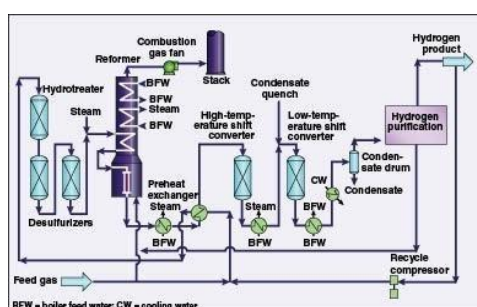 Reformer
Combustion
gas fan
Stack
Hydrogen
product
Hydrotreater
Steam
BFW
BFW
Steam
BFW
Condensate
quench
High-temp-
erature shift
converter
Low-temp-
erature shift
converter
Hydrogen
purification
Desulfurizers
Preheat
exchanger
Steam
BFW
BFW
Steam
BFW
CW
BFW
BFW
Conden-
sate drum
Condensate
Feed gas
Recycle
compressor
BFW = boiler feed water; CW = cooling water